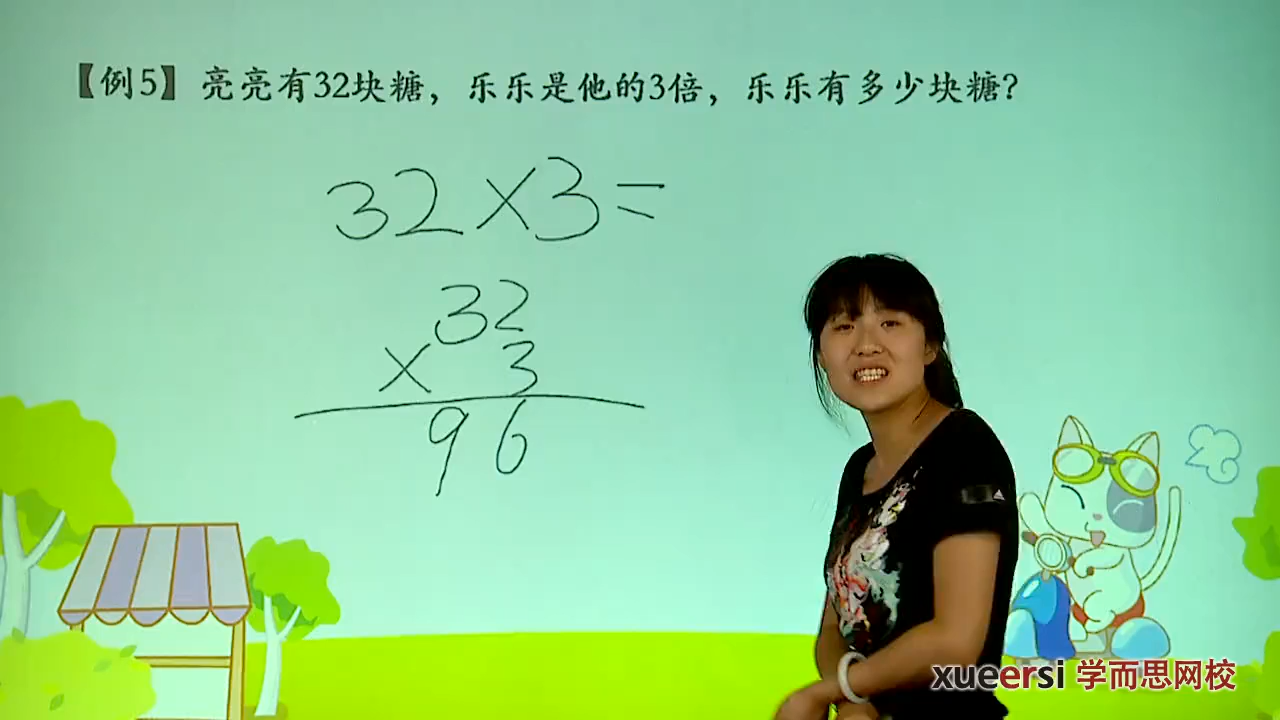 【例5】亮亮有32块糖，乐乐是他的3倍，乐乐有多少块糖？
32×3=
32
× 3
96
xueersi 学而思网校